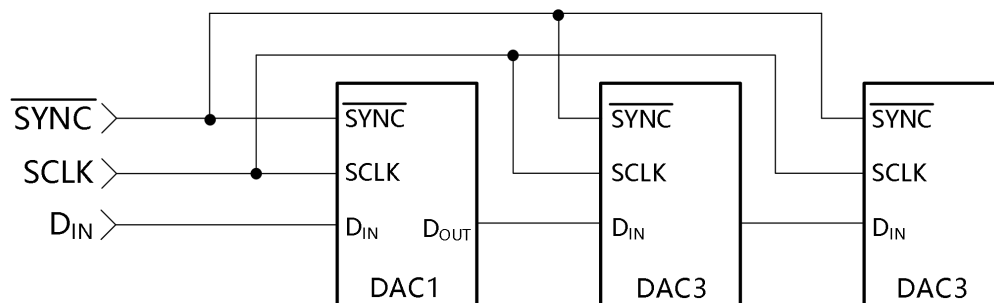 SYNC
SCLK
DIN
SYNC
SCLK
DIN
DOUT
DAC1
SYNC
SCLK
DIN
DAC3
SYNC
SCLK
DIN
DAC3